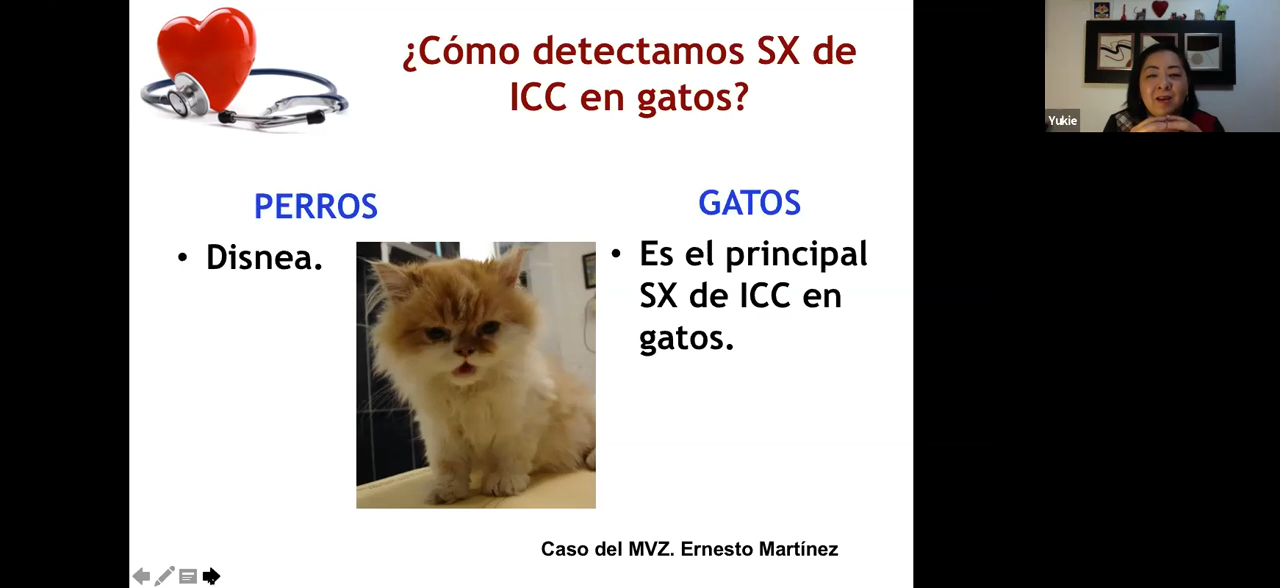 ¿Cómo detectamos SX de
ICC en gatos?
Yukie
PERROS
GATOS
• Disnea.
• Es el principal
SX de ICC en
gatos.
Caso del MVZ. Ernesto Martínez